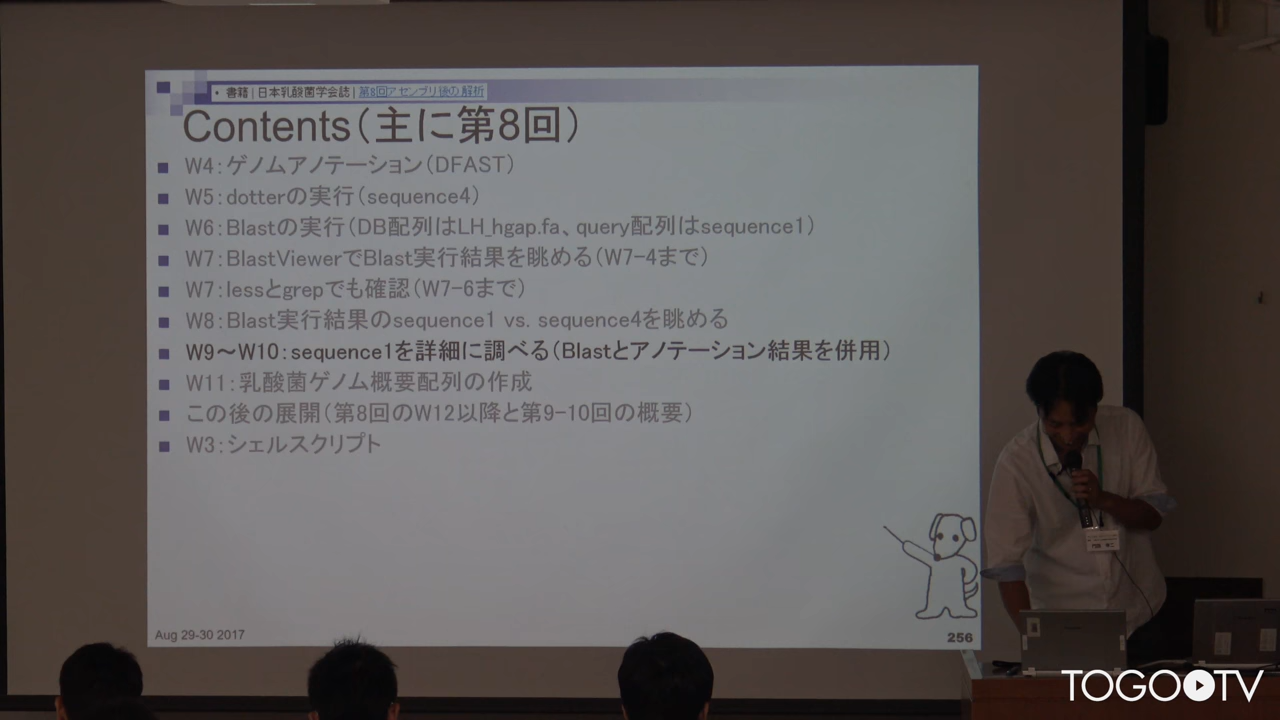 • 書籍 | 日本乳酸菌学会誌 | 第8回アセンブリ後の解析
Contents（主に第8回）
W4：ゲノムアノテーション（DFAST）
W5：dotterの実行（sequence4）
W6：Blastの実行（DB配列はLH_hgap.fa、query配列はsequence1）
W7：BlastViewerでBlast実行結果を眺める（W7-4まで）
W7：lessとgrepでも確認（W7-6まで）
W8：Blast実行結果のsequence1 vs. sequence4を眺める
W9～W10：sequence1を詳細に調べる（Blastとアノテーション結果を併用）
W11：乳酸菌ゲノム概要配列の作成
この後の展開（第8回のW12以降と第9-10回の概要）
W3：シェルスクリプト
Aug 29-30 2017
256
TOGOTV